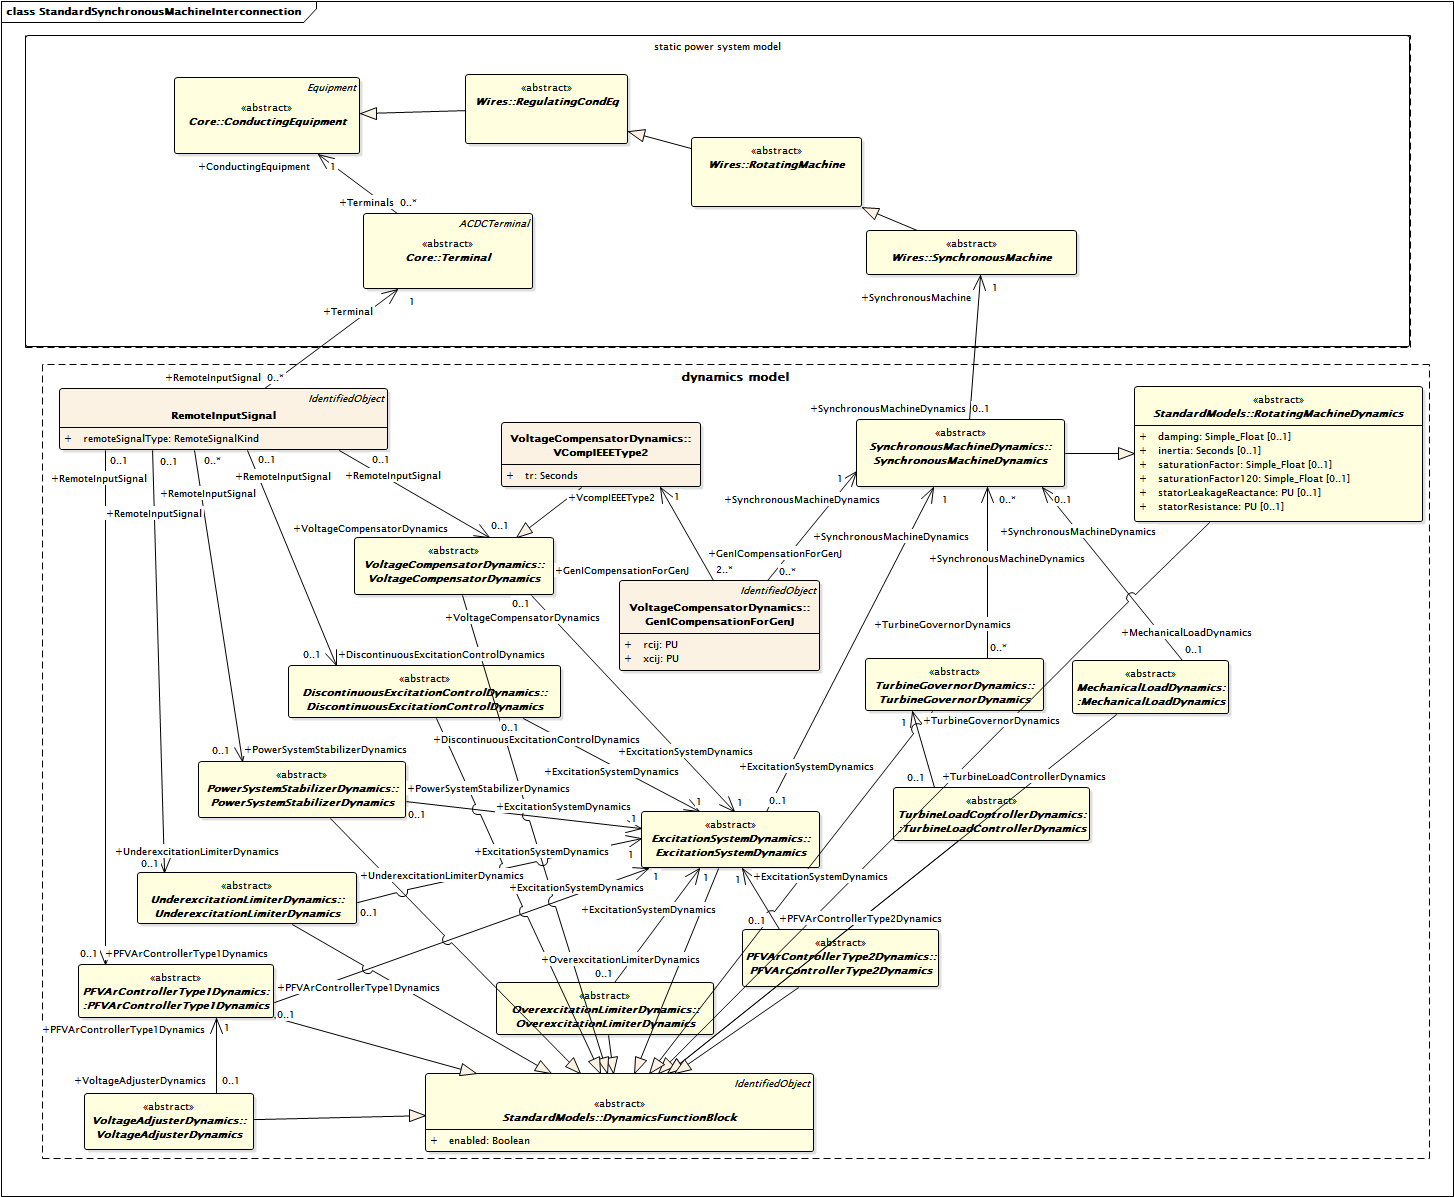 class StandardSynchronousMachineInterconnection
static power system model
Equipment
«abstract»
Core::ConductingEquipment
«abstract»
Wires::RegulatingCondEq
«abstract»
Wires::RotatingMachine
+ConductingEquipment
1
+Terminals 0..*
ACDCTerminal
«abstract»
Core::Terminal
«abstract»
Wires::SynchronousMachine
+SynchronousMachine
1
1
+Terminal
dynamics model
+RemoteInputSignal 0..*
IdentifiedObject
RemoteInputSignal
+ remoteSignalType: RemoteSignalKind
+SynchronousMachineDynamics 0..1
«abstract»
SynchronousMachineDynamics::
SynchronousMachineDynamics
«abstract»
StandardModels::RotatingMachineDynamics
+ damping: Simple_Float [0..1]
+ inertia: Seconds [0..1]
+ saturationFactor: Simple_Float [0..1]
+ saturationFactor120: Simple_Float [0..1]
+ statorLeakageReactance: PU [0..1]
+ statorResistance: PU [0..1]
VoltageCompensatorDynamics::
VCompIEEEType2
+ tr: Seconds
0..1
+RemoteInputSignal
0..1
+RemoteInputSignal
0..*
+RemoteInputSignal
0..1
+RemoteInputSignal
0..1
+RemoteInputSignal
+VcompIEEEType2
1
1
+SynchronousMachineDynamics
1
+SynchronousMachineDynamics
0..*
+SynchronousMachineDynamics
0..1
+SynchronousMachineDynamics
+VoltageCompensatorDynamics
0..1
«abstract»
VoltageCompensatorDynamics::
VoltageCompensatorDynamics
+GenICompensationForGenJ
2..*
+GenICompensationForGenJ
0..*
IdentifiedObject
VoltageCompensatorDynamics::
GenICompensationForGenJ
+ rcij: PU
+ xcij: PU
0..1
+VoltageCompensatorDynamics
+TurbineGovernorDynamics
0..*
+MechanicalLoadDynamics
0..1
0..1
+DiscontinuousExcitationControlDynamics
«abstract»
DiscontinuousExcitationControlDynamics::
DiscontinuousExcitationControlDynamics
«abstract»
TurbineGovernorDynamics::
TurbineGovernorDynamics
«abstract»
MechanicalLoadDynamics:
:MechanicalLoadDynamics
0..1
+DiscontinuousExcitationControlDynamics
1
+TurbineGovernorDynamics
0..1
+PowerSystemStabilizerDynamics
+ExcitationSystemDynamics
+ExcitationSystemDynamics
+ExcitationSystemDynamics
0..1
+TurbineLoadControllerDynamics
«abstract»
PowerSystemStabilizerDynamics::
PowerSystemStabilizerDynamics
+PowerSystemStabilizerDynamics
0..1
+ExcitationSystemDynamics
1
1
1
0..1
«abstract»
TurbineLoadControllerDynamics:
:TurbineLoadControllerDynamics
«abstract»
ExcitationSystemDynamics::
ExcitationSystemDynamics
+UnderexcitationLimiterDynamics
0..1
+ExcitationSystemDynamics
1
«abstract»
UnderexcitationLimiterDynamics::
UnderexcitationLimiterDynamics
+UnderexcitationLimiterDynamics
0..1
+ExcitationSystemDynamics
1
+ExcitationSystemDynamics
1
1
+ExcitationSystemDynamics
0..1
+PFVArControllerType2Dynamics
«abstract»
PFVArControllerType2Dynamics::
PFVArControllerType2Dynamics
0..1
+PFVArControllerType1Dynamics
«abstract»
PFVArControllerType1Dynamics:
:PFVArControllerType1Dynamics
+PFVArControllerType1Dynamics
0..1
+OverexcitationLimiterDynamics
0..1
«abstract»
OverexcitationLimiterDynamics::
OverexcitationLimiterDynamics
+PFVArControllerType1Dynamics
1
+VoltageAdjusterDynamics
0..1
«abstract»
VoltageAdjusterDynamics::
VoltageAdjusterDynamics
IdentifiedObject
«abstract»
StandardModels::DynamicsFunctionBlock
+ enabled: Boolean